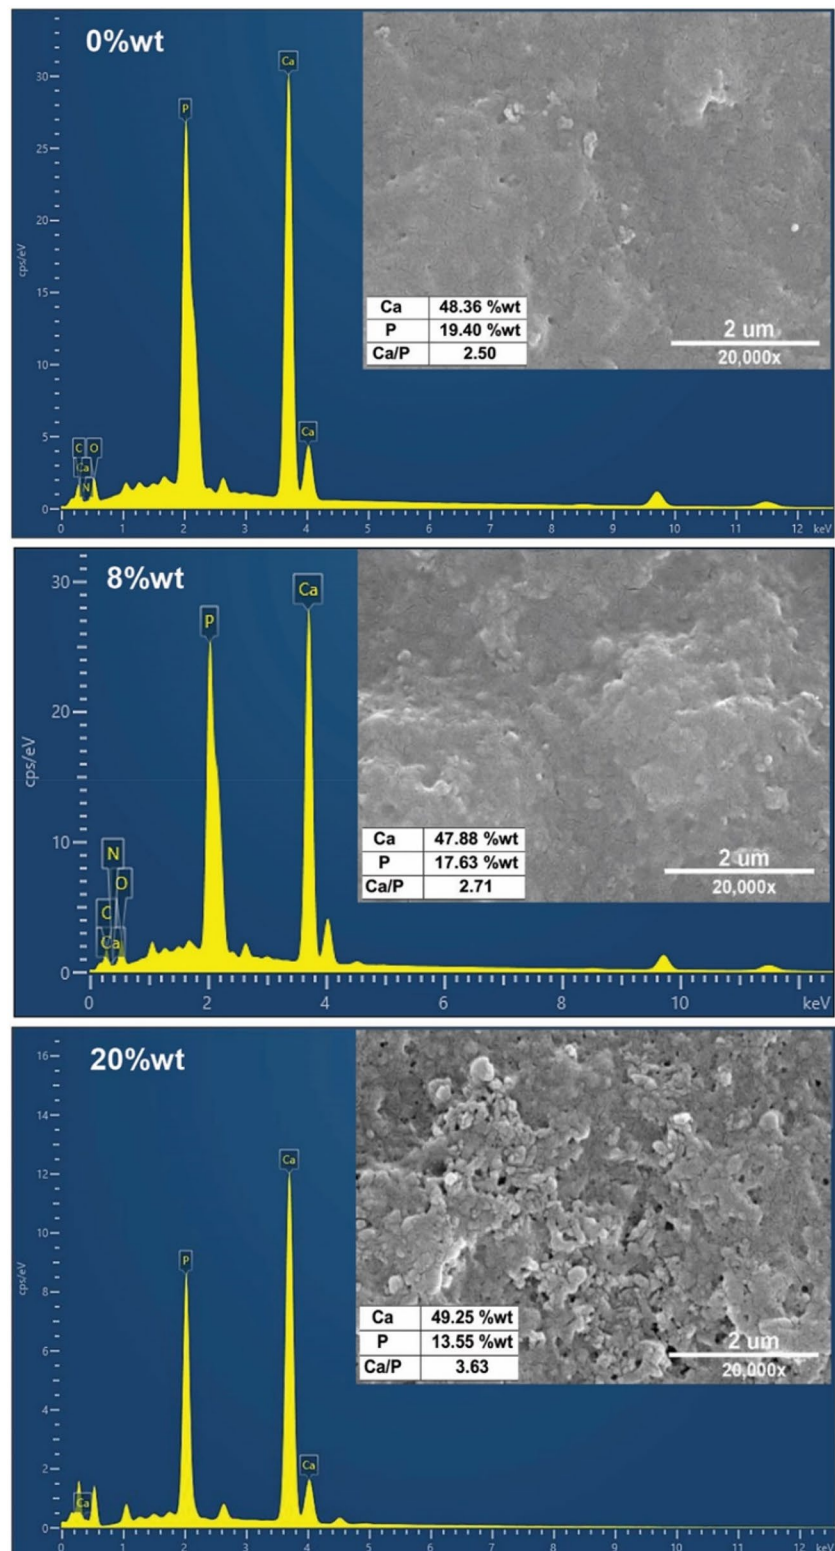 0%wt
30
25
20
15
10
5
0
cps/eV
P
Ca
Ca
C
O
Ca
N
0 1 2 3 4 5 6 7 8 9 10 11 12 keV
Ca 48.36 %wt
P 19.40 %wt
Ca/P 2.50
2 um
20,000x
8%wt
30
20
10
0
cps/eV
P
Ca
N
O
C
Ca
0 2 4 6 8 10 keV
Ca 47.88 %wt
P 17.63 %wt
Ca/P 2.71
2 um
20,000x
20%wt
16
14
12
10
8
6
4
2
0
cps/eV
P
Ca
Ca
Ca
0 1 2 3 4 5 6 7 8 9 10 11 12 keV
Ca 49.25 %wt
P 13.55 %wt
Ca/P 3.63
2 um
20,000x